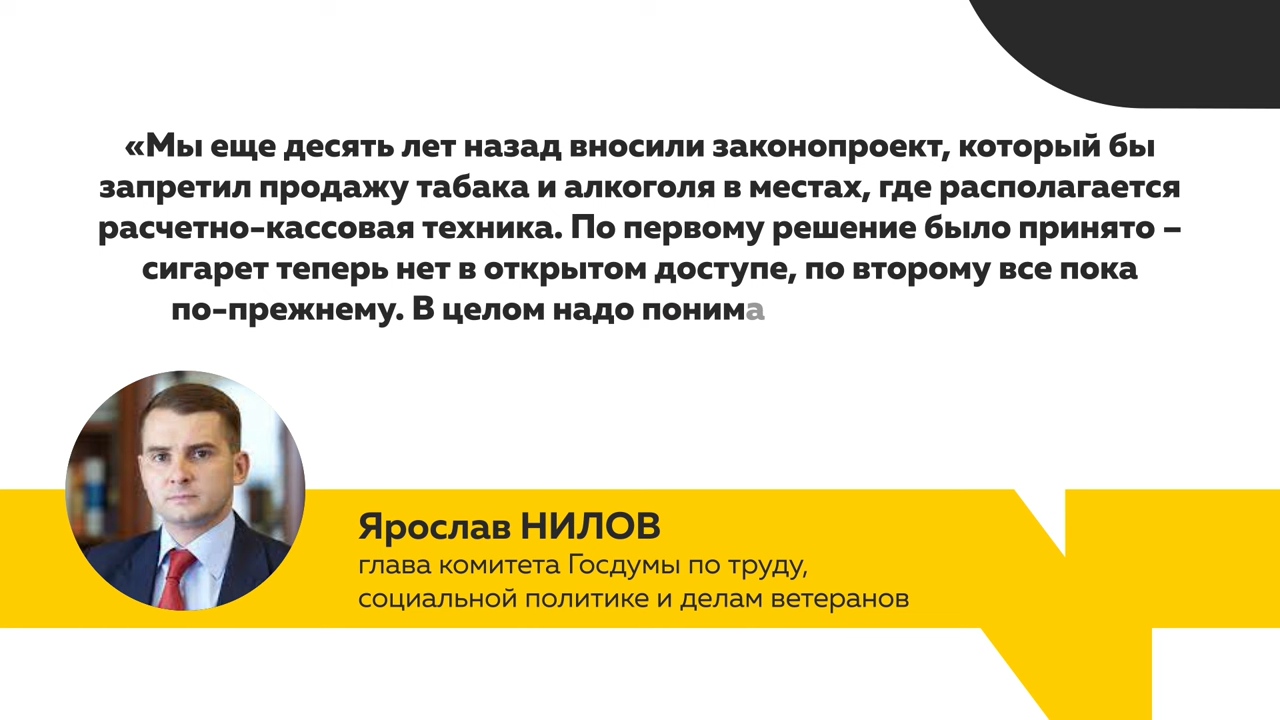 «Мы еще десять лет назад вносили законопроект, который бы
запретил продажу табака и алкоголя в местах, где располагается
расчетно-кассовая техника. По первому решение было принято –
сигарет теперь нет в открытом доступе, по второму все пока
по-прежнему. В целом надо понима
Ярослав НИЛОВ
глава комитета Госдумы по труду,
социальной политике и делам ветеранов